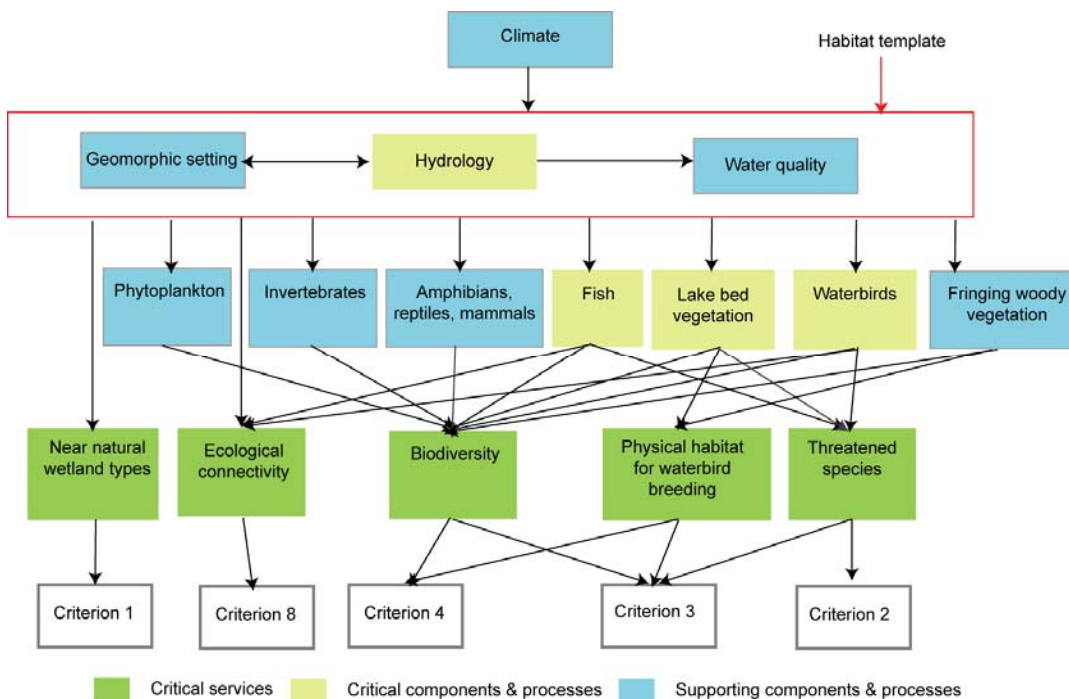 Climate
Habitat template
Geomorphic setting
Hydrology
Water quality
Phytoplankton
Invertebrates
Amphibians,
reptiles, mammals
Fish
Lake bed
vegetation
Waterbirds
Fringing woody
vegetation
Near natural
wetland types
Ecological
connectivity
Biodiversity
Physical habitat
for waterbird
breeding
Threatened
species
Criterion 1
Criterion 8
Criterion 4
Criterion 3
Criterion 2
Critical services
Critical components & processes
Supporting components & processes